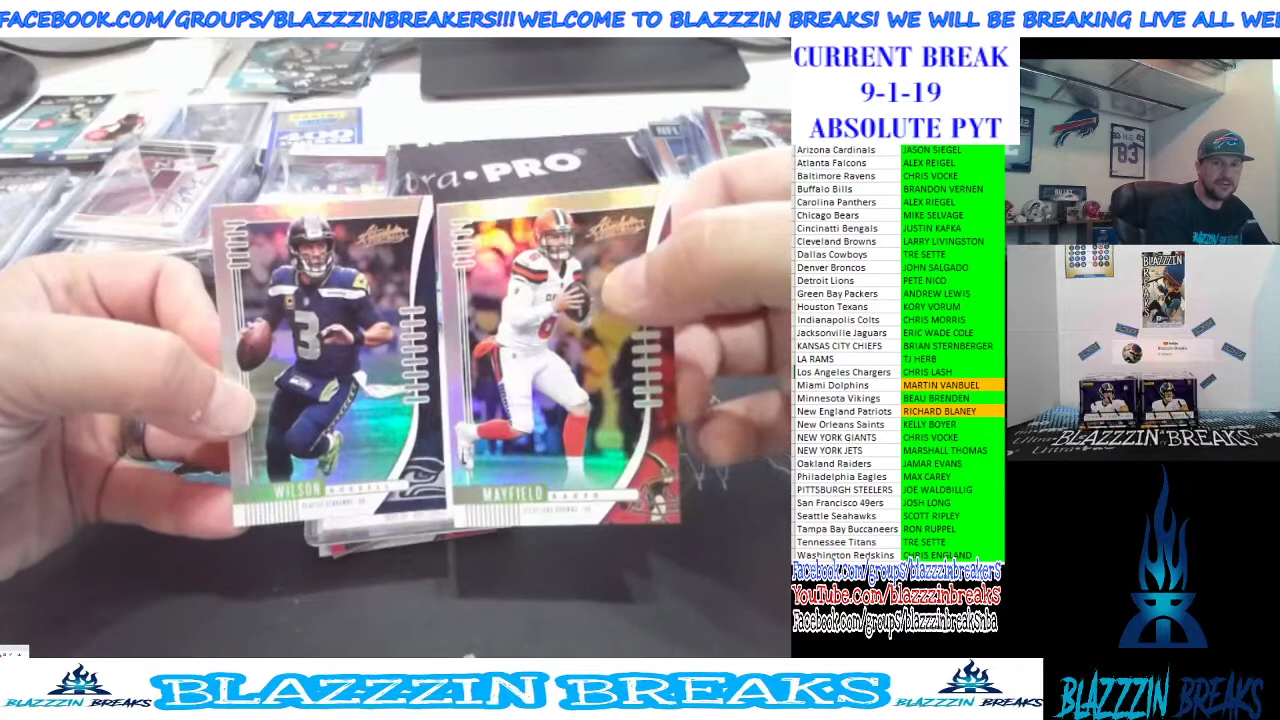 FACEBOOK.COM/GROUPS/BLAZZZINBREAKERS!!!WELCOME TO BLAZZZIN BREAKS! WE WILL BE BREAKING LIVE ALL WE
CURRENT BREAK
9-1-19
ABSOLUTE PYT
Arizona Cardinals JASON SIEGEL
Atlanta Falcons ALEX REIGEL
Baltimore Ravens CHRIS VOCKE
Buffalo Bills BRANDON VERNEN
Carolina Panthers ALEX RIEGEL
Chicago Bears MIKE SELVAGE
Cincinatti Bengals JUSTIN KAFKA
Cleveland Browns LARRY LIVINGSTON
Dallas Cowboys TRE SETTE
Denver Broncos JOHN SALGADO
Detroit Lions PETE NICO
Green Bay Packers ANDREW LEWIS
Houston Texans KORY VORUM
Indianapolis Colts CHRIS MORRIS
Jacksonville Jaguars ERIC WADE COLE
KANSAS CITY CHIEFS BRIAN STERNBERGER
LA RAMS TJ HERB
Los Angeles Chargers CHRIS LASH
Miami Dolphins MARTIN VANBUEL
Minnesota Vikings BEAU BRENDEN
New England Patriots RICHARD BLANEY
New Orleans Saints KELLY BOYER
NEW YORK GIANTS CHRIS VOCKE
NEW YORK JETS MARSHALL THOMAS
Oakland Raiders JAMAR EVANS
Philadelphia Eagles MAX CAREY
PITTSBURGH STEELERS JOE WALDBILLIG
San Francisco 49ers JOSH LONG
Seattle Seahawks SCOTT RIPLEY
Tampa Bay Buccaneers RON RUPPEL
Tennessee Titans TRE SETTE
Washington Redskins CHRIS ENGLAND
Facebook.com/groupS/blazzzinbreakerS
YouTube.com/blazzzinbreakS
Facebook.com/groupS/blazzzinbreakSnba
PRO
WILSON RUSSELL
MAYFIELD BAKER
3
83
BLAZZZIN
BLAZZZIN BREAKS
BLAZZZIN BREAKS
BLAZZZIN BREAKS
BLAZZZIN BREAKS
BLAZZZIN BREAKS